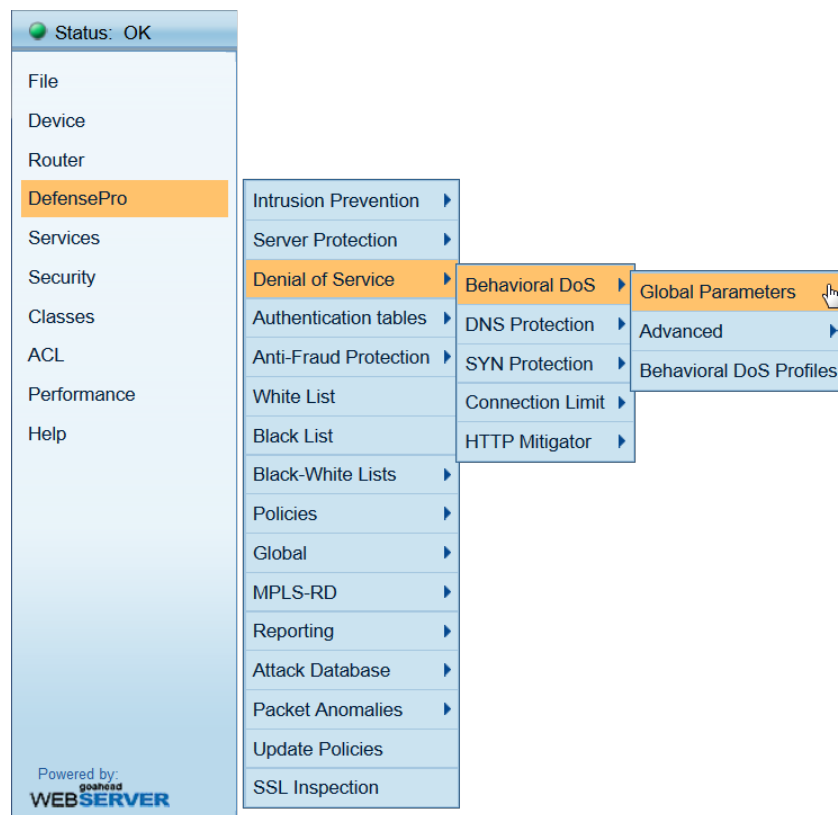 Status: OK
File
Device
Router
DefensePro
Services
Security
Classes
ACL
Performance
Help
Intrusion Prevention
Server Protection
Denial of Service
Authentication tables
Anti-Fraud Protection
White List
Black List
Black-White Lists
Policies
Global
MPLS-RD
Reporting
Attack Database
Packet Anomalies
Update Policies
SSL Inspection
Behavioral DoS
DNS Protection
SYN Protection
Connection Limit
HTTP Mitigator
Global Parameters
Advanced
Behavioral DoS Profiles
Powered by:
goahead
WEBSERVER